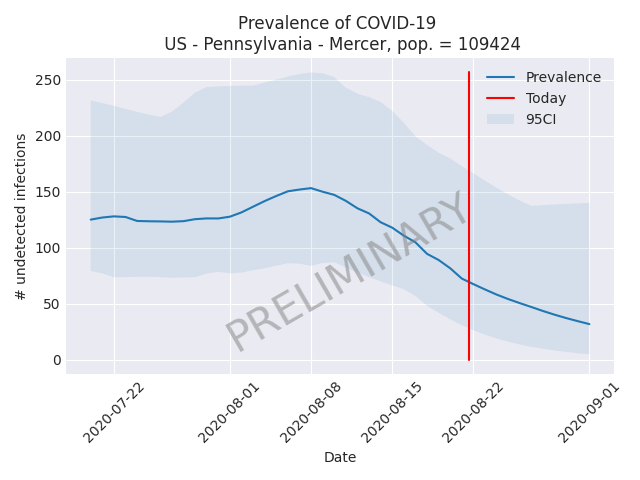 Prevalence of COVID-19
US - Pennsylvania - Mercer, pop. = 109424
Prevalence
Today
95CI
# undetected infections
250
200
150
100
50
0
PRELIMINARY
2020-07-22
2020-08-01
2020-08-08
2020-08-15
2020-08-22
2020-09-01
Date